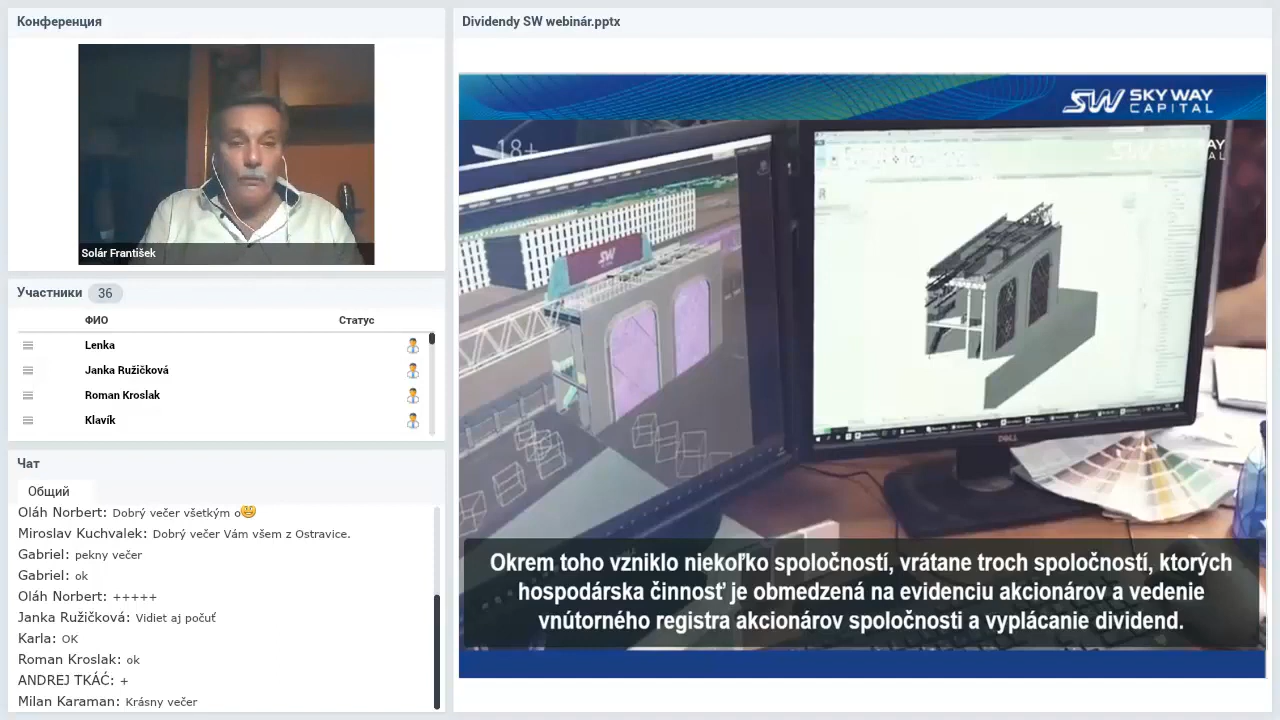 Конференция
Solár František
Участники 36
ФИО Статус
Lenka
Janka Ružičková
Roman Kroslak
Klavík
Чат
Общий
Oláh Norbert: Dobrý večer všetkým o
Miroslav Kuchvalek: Dobrý večer Vám všem z Ostravice.
Gabriel: pekny večer
Gabriel: ok
Oláh Norbert: +++++
Janka Ružičková: Vidiet aj počuť
Karla: OK
Roman Kroslak: ok
ANDREJ TKÁĆ: +
Milan Karaman: Krásny večer
Dividendy SW webinár.pptx
SW SKY WAY
CAPITAL
18+
SW
DELL
Okrem toho vzniklo niekoľko spoločností, vrátane troch spoločností, ktorých
hospodárska činnosť je obmedzená na evidenciu akcionárov a vedenie
vnútorného registra akcionárov spoločnosti a vyplácanie dividend.